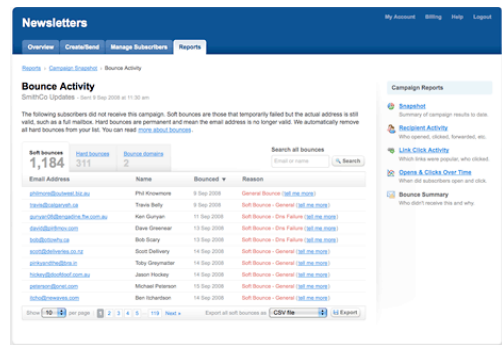 Newsletters
My Account Billing Help Logout
Overview Create/Send Manage Subscribers Reports
Reports › Campaign Snapshot › Bounce Activity
Bounce Activity
SmithCo Updates - Sent 9 Sep 2008 at 11:30 am
The following subscribers did not receive this campaign. Soft bounces are those that temporarily failed but the actual address is still
valid, such as a full mailbox. Hard bounces are permanent and mean the email address is no longer valid. We automatically remove
all hard bounces from your list. You can read more about bounces.
Soft bounces Hard bounces Bounce domains
1,184 311 2
Search all bounces
Email or name Search
Email Address Name Bounced Reason
Phil Knowmore 9 Sep 2008 General Bounce (tell me more)
Travis Belly 9 Sep 2008 Soft Bounce - General (tell me more)
Ken Gunyan 11 Sep 2008 Soft Bounce - Dns Failure (tell me more)
Dave Greenear 13 Sep 2008 Soft Bounce - Dns Failure (tell me more)
Bob Scary 13 Sep 2008 Soft Bounce - Dns Failure (tell me more)
Scott Dellivery 14 Sep 2008 Soft Bounce - General (tell me more)
Toby Greymatter 14 Sep 2008 Soft Bounce - General (tell me more)
Jason Hockey 14 Sep 2008 Soft Bounce - General (tell me more)
Michael Peterson 15 Sep 2008 Soft Bounce - General (tell me more)
Ben Itchardson 19 Sep 2008 Soft Bounce - General (tell me more)
Show 10 per page 1 2 3 4 5 ... 119 Next »
Export all soft bounces as CSV file Export
Campaign Reports
Snapshot
Summary of campaign results to date.
Recipient Activity
Who opened, clicked, forwarded, etc.
Link Click Activity
Which links were popular, who clicked.
Opens & Clicks Over Time
When did subscribers open and click.
Bounce Summary
Who didn't receive this and why.